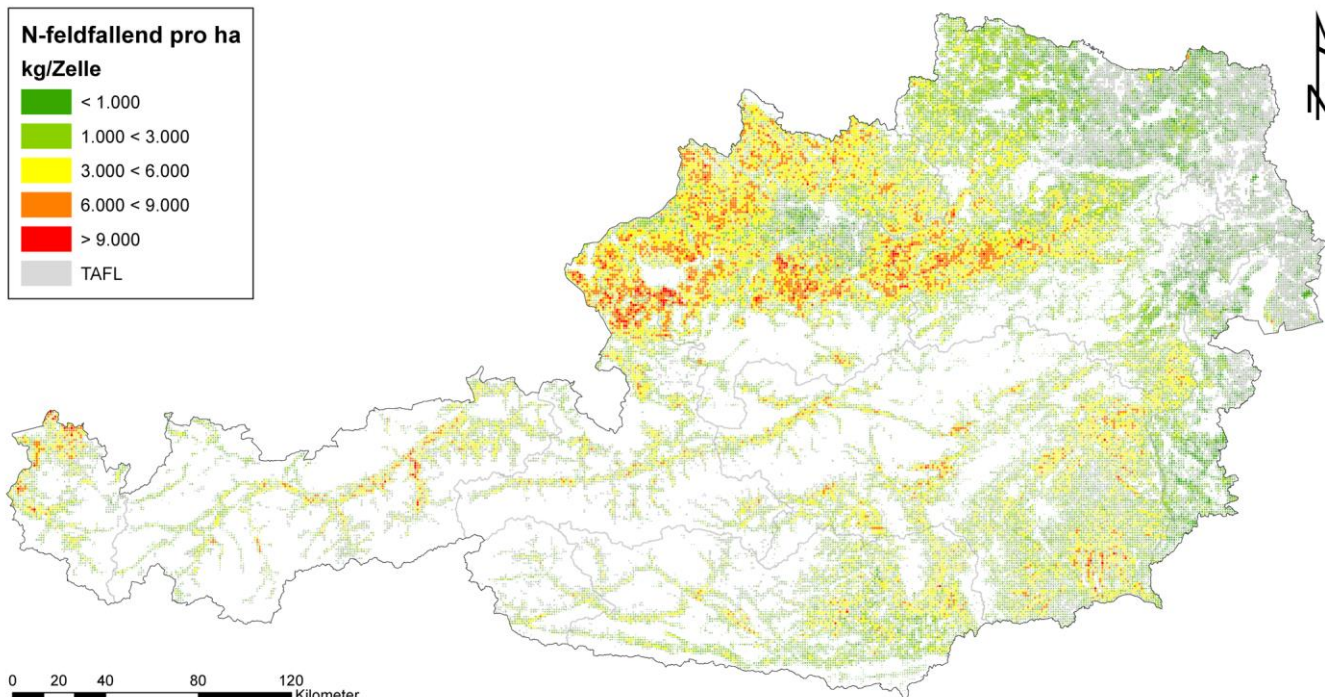 N-feldfallend pro ha
kg/Zelle
< 1.000
1.000 < 3.000
3.000 < 6.000
6.000 < 9.000
> 9.000
TAFL
N
0 20 40 80 120
Kilometer